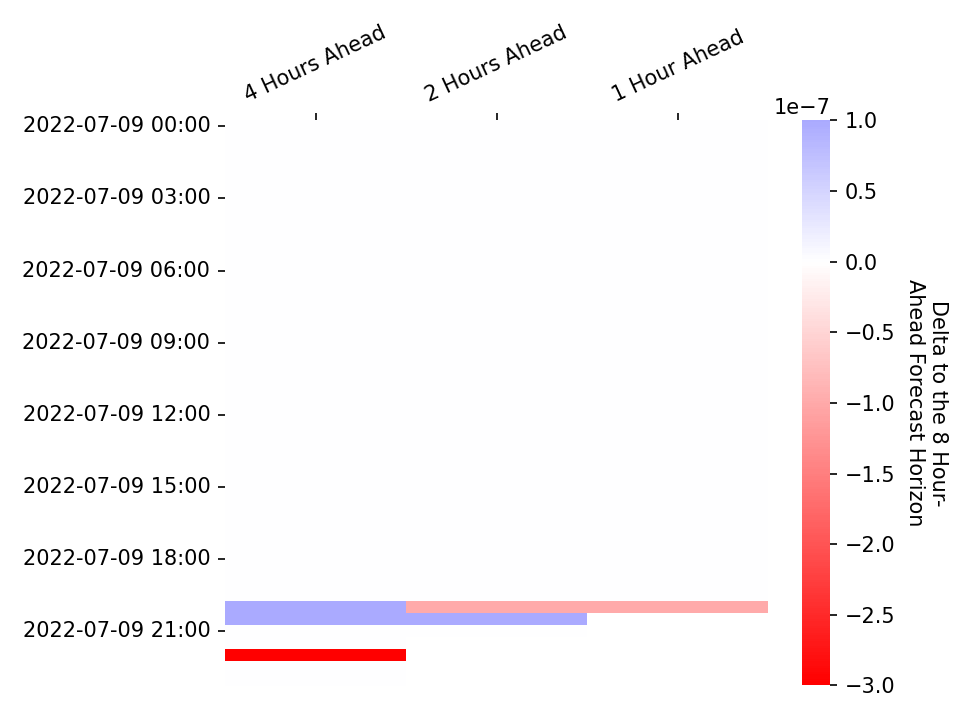 4 Hours Ahead
2 Hours Ahead
1 Hour Ahead
1e−7
2022-07-09 00:00
2022-07-09 03:00
2022-07-09 06:00
2022-07-09 09:00
2022-07-09 12:00
2022-07-09 15:00
2022-07-09 18:00
2022-07-09 21:00
1.0
0.5
0.0
−0.5
−1.0
−1.5
−2.0
−2.5
−3.0
Delta to the 8 Hour-
Ahead Forecast Horizon